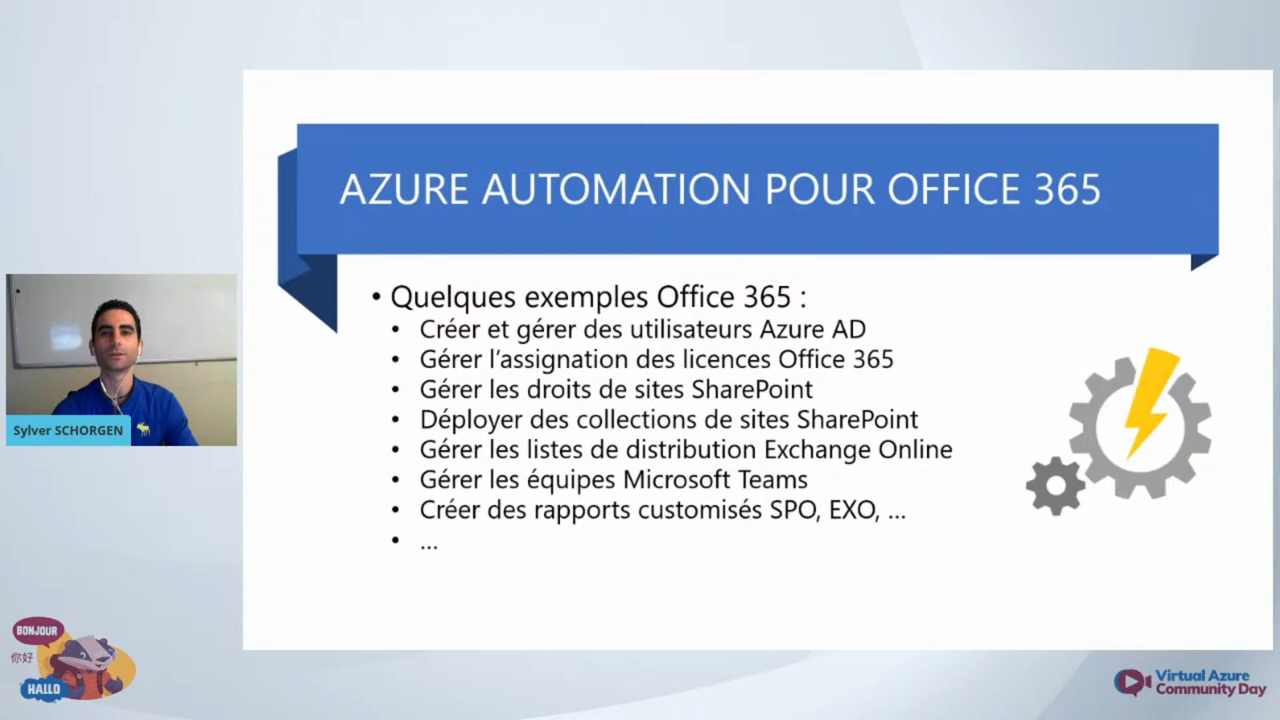 AZURE AUTOMATION POUR OFFICE 365
• Quelques exemples Office 365 :
• Créer et gérer des utilisateurs Azure AD
• Gérer l’assignation des licences Office 365
• Gérer les droits de sites SharePoint
• Déployer des collections de sites SharePoint
• Gérer les listes de distribution Exchange Online
• Gérer les équipes Microsoft Teams
• Créer des rapports customisés SPO, EXO, ...
• ...
Sylver SCHORGEN
BONJOUR
你好
HALLO
Virtual Azure
Community Day